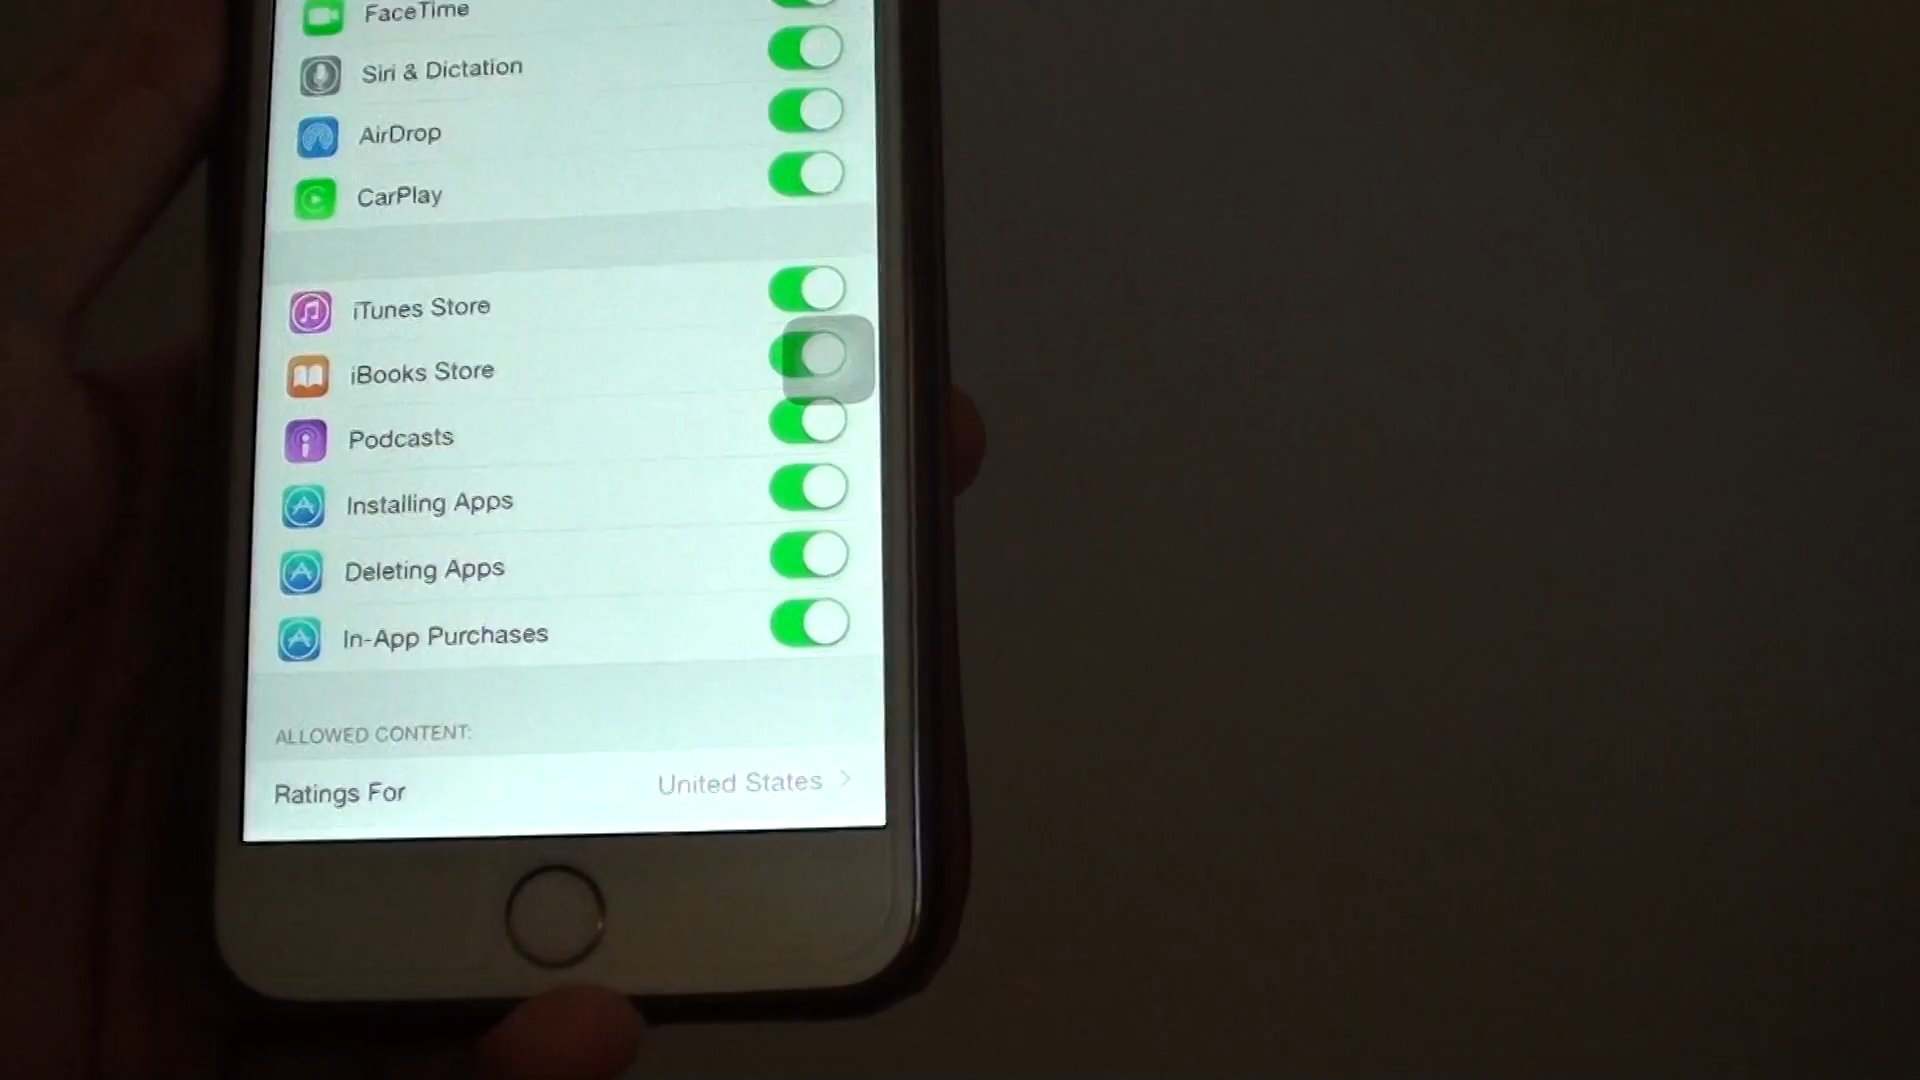 FaceTime
Siri & Dictation
AirDrop
CarPlay
iTunes Store
iBooks Store
Podcasts
Installing Apps
Deleting Apps
In-App Purchases
ALLOWED CONTENT:
Ratings For United States